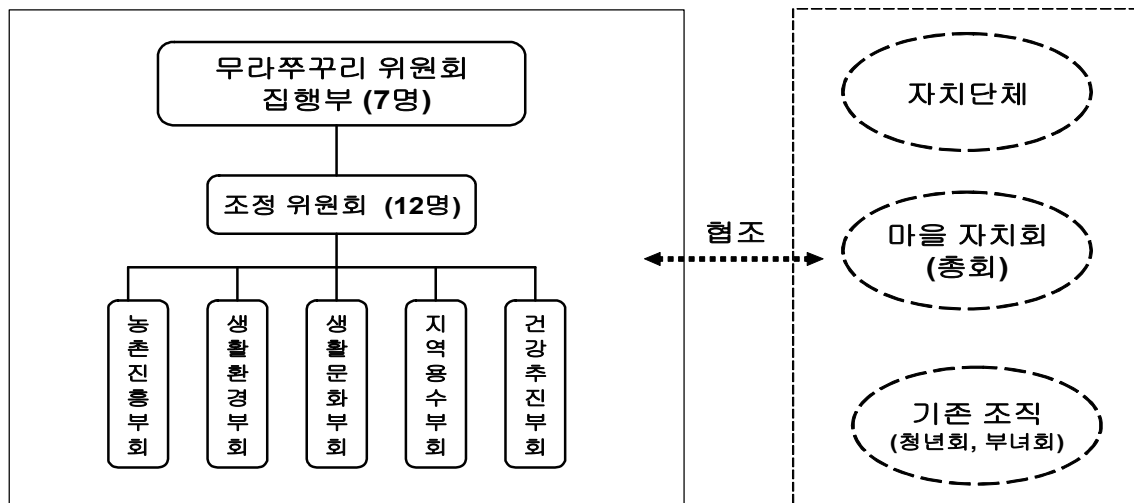 무라쯔꾸리 위원회
집행부 (7명)
조정 위원회 (12명)
농촌진흥부회
생활환경부회
생활문화부회
지역용수부회
건강추진부회
협조
자치단체
마을 자치회
(총회)
기존 조직
(청년회, 부녀회)